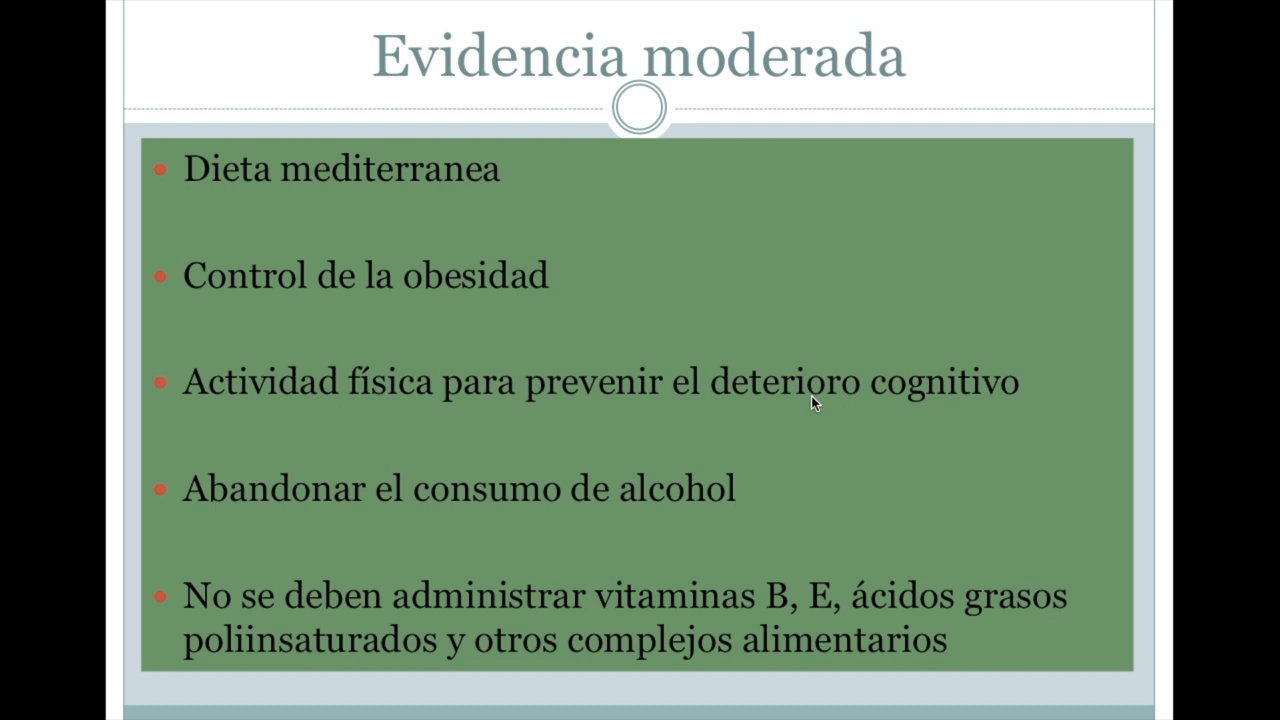 Evidencia moderada
Dieta mediterranea
Control de la obesidad
Actividad física para prevenir el deterioro cognitivo
Abandonar el consumo de alcohol
No se deben administrar vitaminas B, E, ácidos grasos
poliinsaturados y otros complejos alimentarios